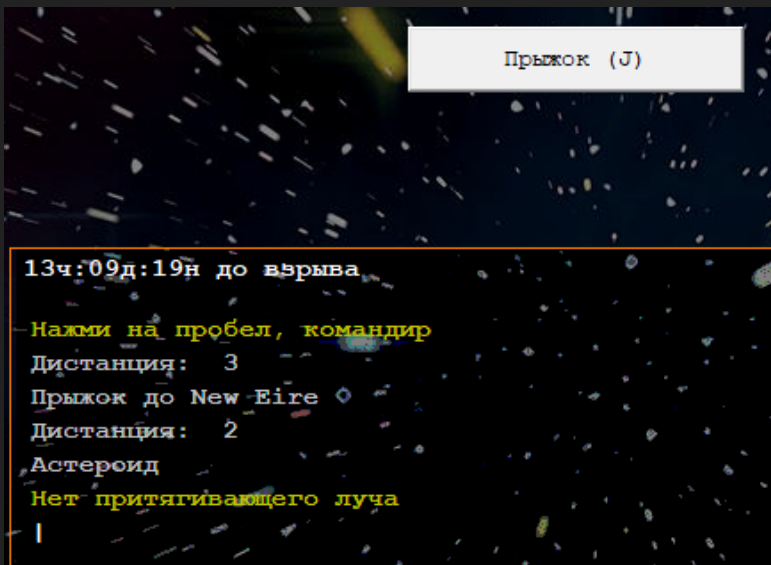 Прыжок (J)
13ч:09д:19н до взрыва
Нажми на пробел, командир
Дистанция: 3
Прыжок до New Eire
Дистанция: 2
Астероид
Нет притягивающего луча